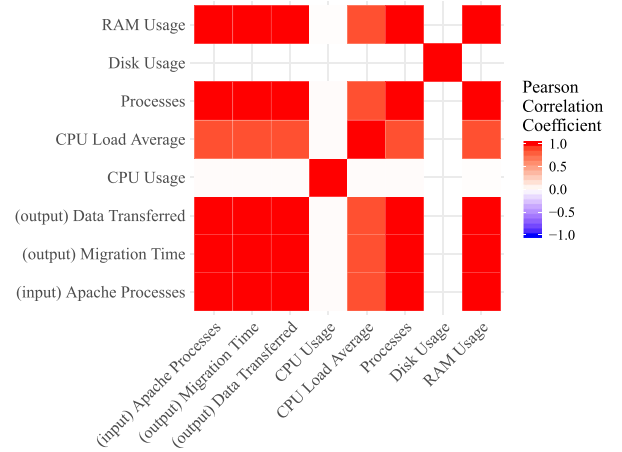 RAM Usage
Disk Usage
Processes
CPU Load Average
CPU Usage
(output) Data Transferred
(output) Migration Time
(input) Apache Processes
(input) Apache Processes
(output) Migration Time
(output) Data Transferred
CPU Usage
CPU Load Average
Processes
Disk Usage
RAM Usage
Pearson
Correlation
Coefficient
1.0
0.5
0.0
−0.5
−1.0